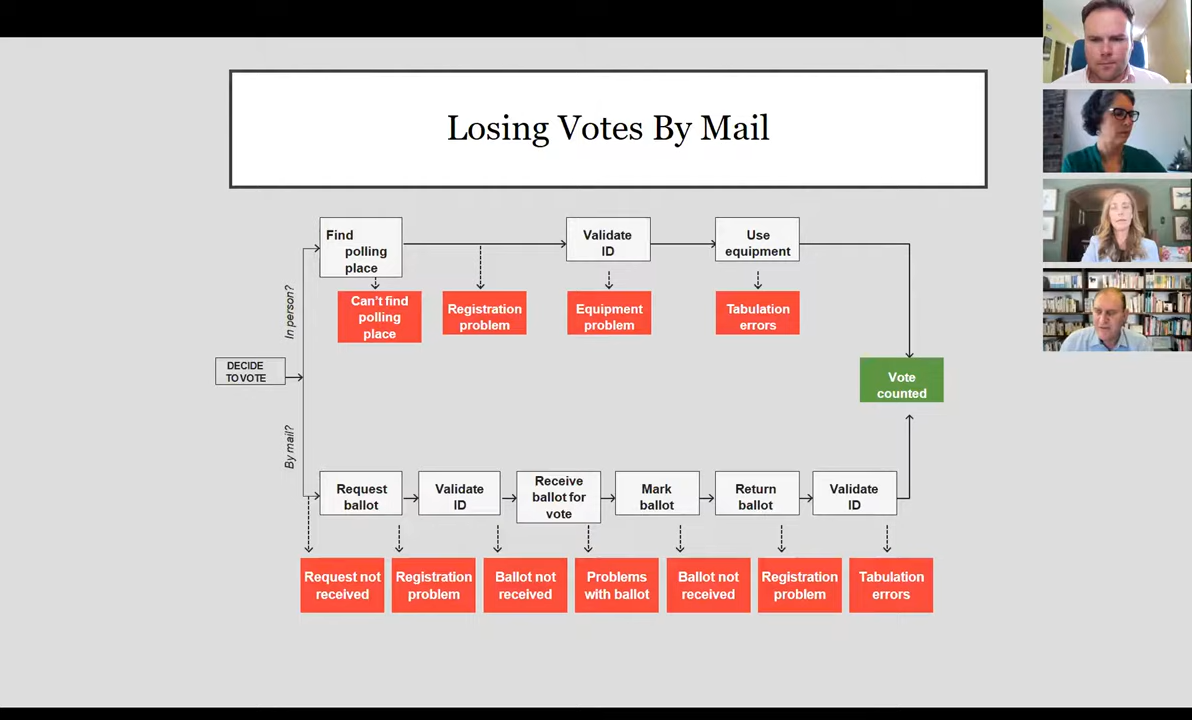 Losing Votes By Mail
Find
polling
place
Validate
ID
Use
equipment
Can't find
polling
place
Registration
problem
Equipment
problem
Tabulation
errors
In person?
DECIDE
TO VOTE
Vote
counted
By mail?
Request
ballot
Validate
ID
Receive
ballot for
vote
Mark
ballot
Return
ballot
Validate
ID
Request not
received
Registration
problem
Ballot not
received
Problems
with ballot
Ballot not
received
Registration
problem
Tabulation
errors